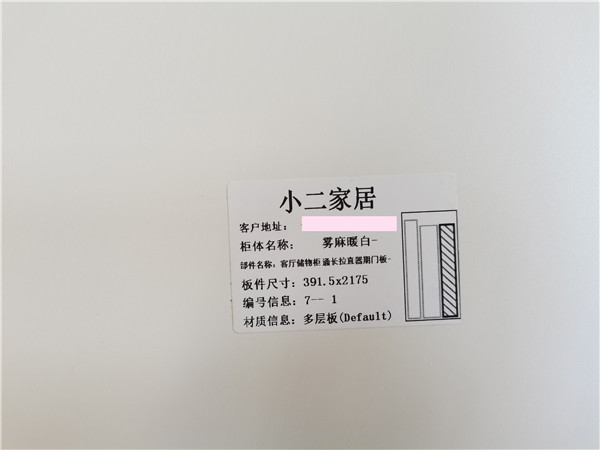 小二家居
客户地址：
柜体名称： 雾麻暖白-
部件名称：客厅储物柜 通长拉直器期门板-
板件尺寸：391.5x2175
编号信息：7-- 1
材质信息：多层板(Default)